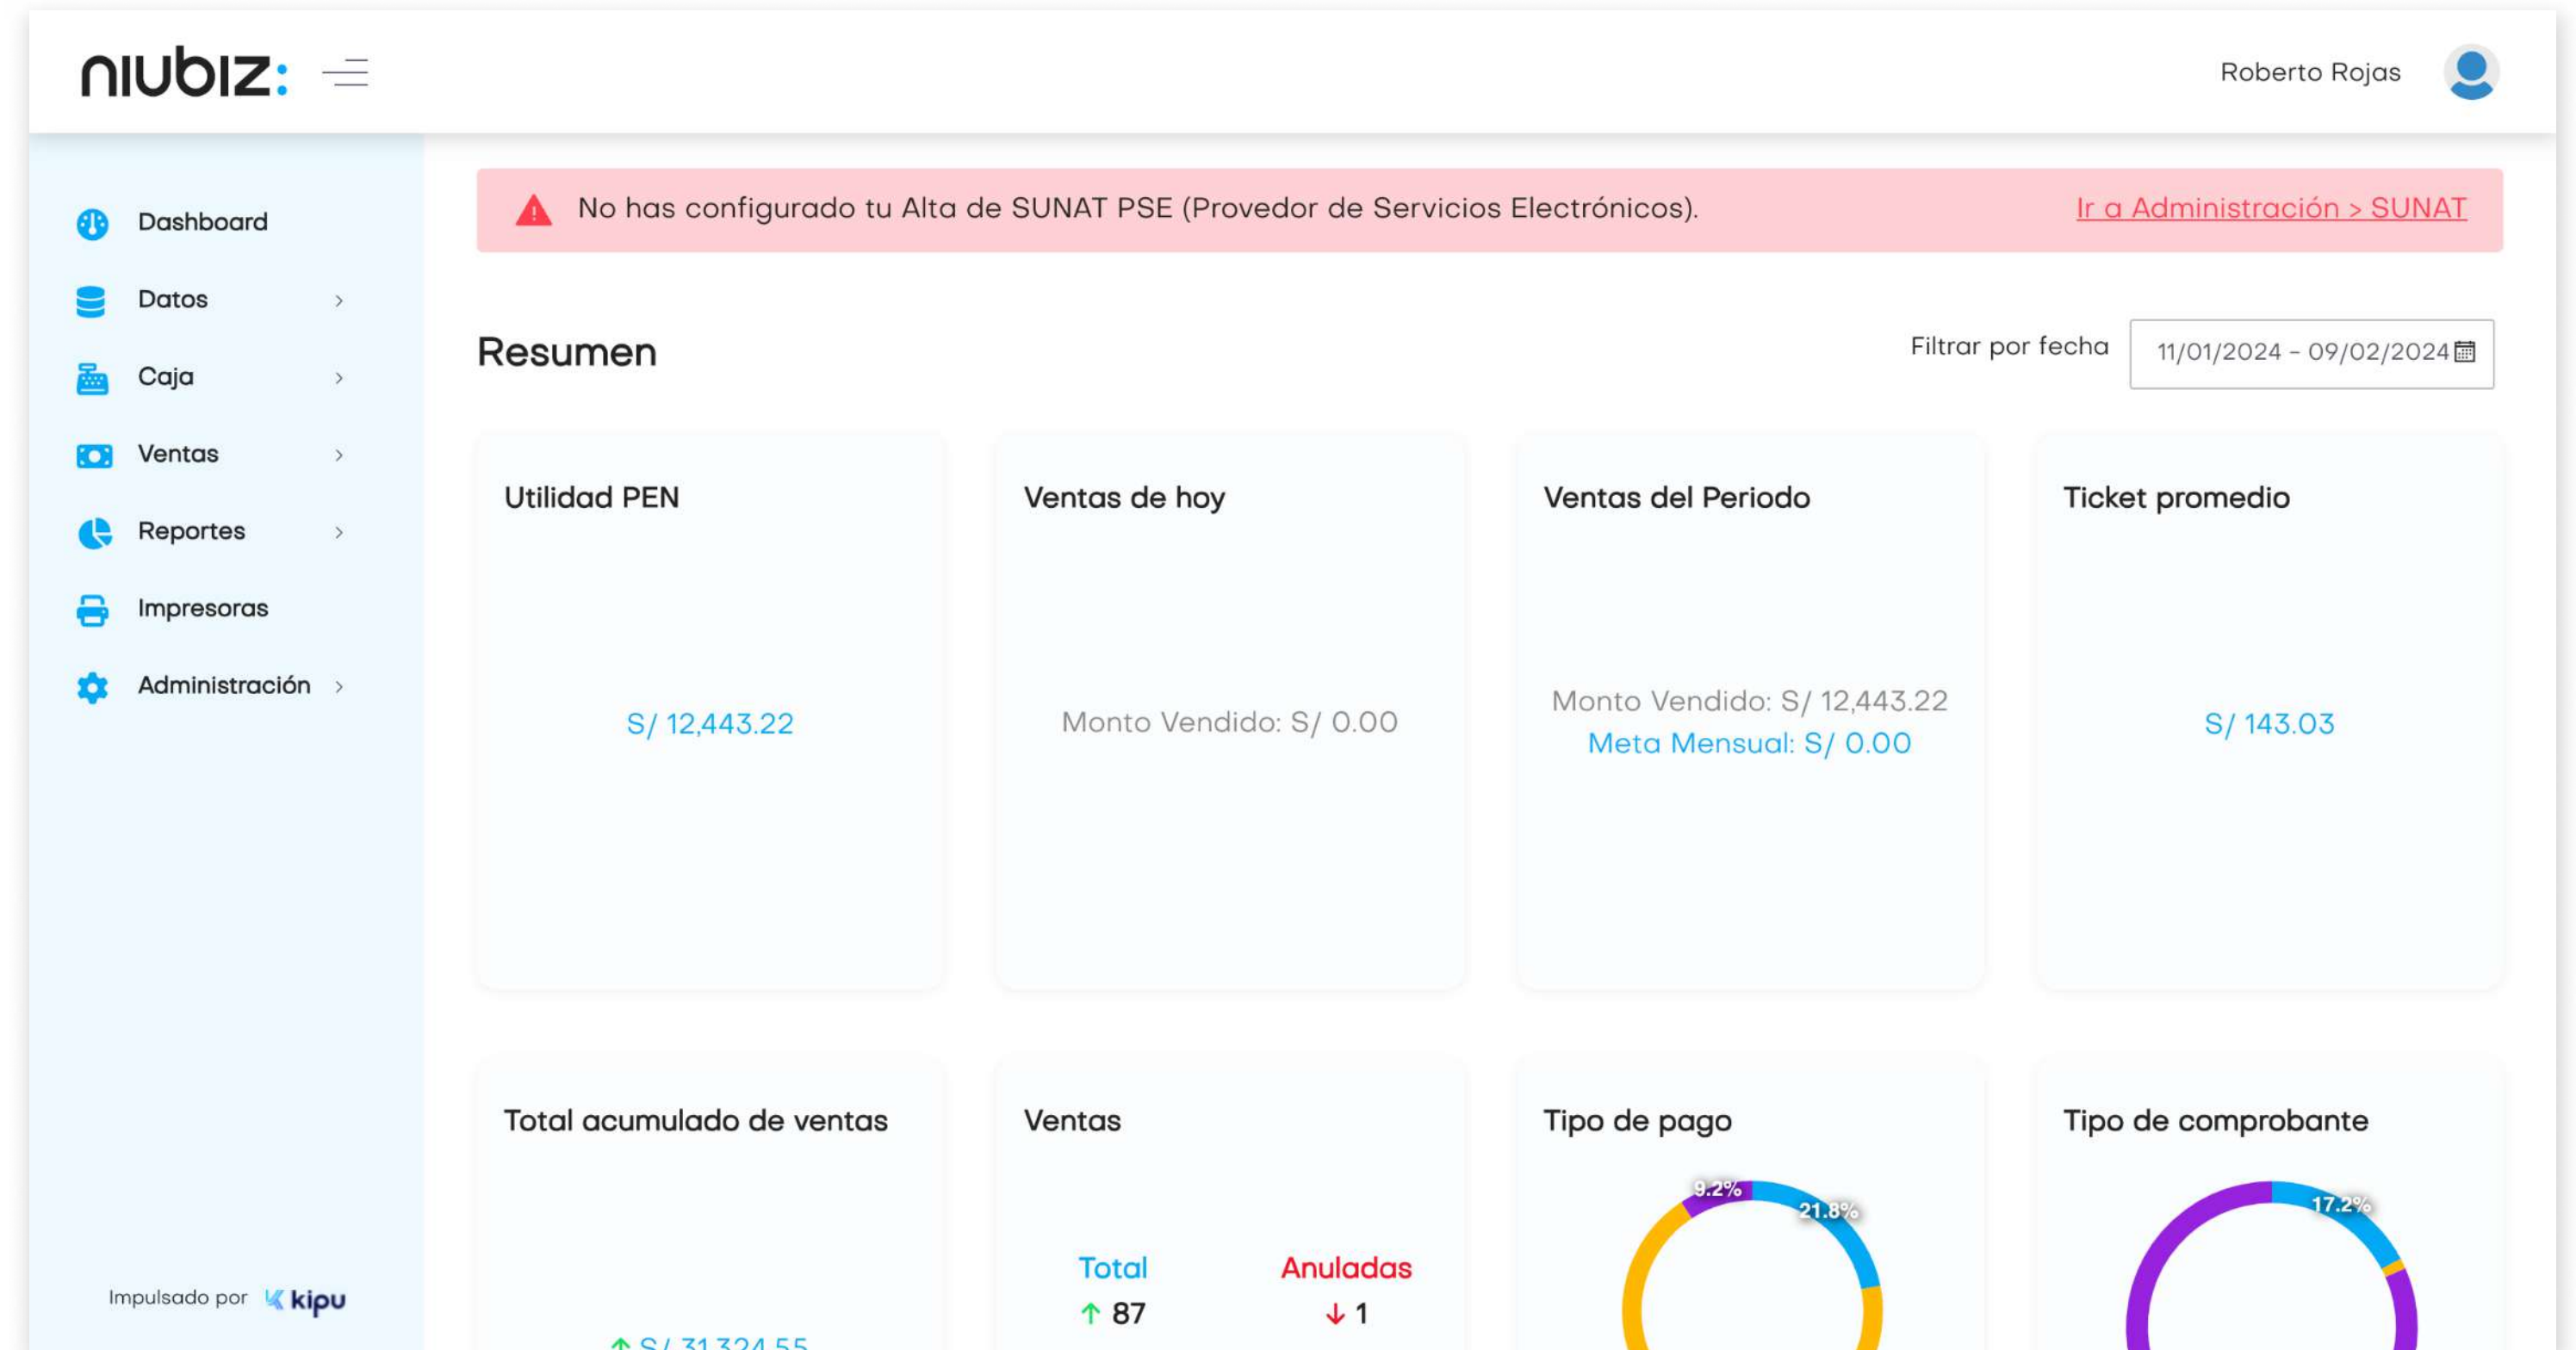 niubiz:
Roberto Rojas
No has configurado tu Alta de SUNAT PSE (Provedor de Servicios Electrónicos).
Ir a Administración > SUNAT
Dashboard
Datos
Caja
Ventas
Reportes
Impresoras
Administración
Impulsado por kipu
Resumen
Filtrar por fecha
11/01/2024 - 09/02/2024
Utilidad PEN
S/ 12,443.22
Ventas de hoy
Monto Vendido: S/ 0.00
Ventas del Periodo
Monto Vendido: S/ 12,443.22
Meta Mensual: S/ 0.00
Ticket promedio
S/ 143.03
Total acumulado de ventas
S/ 31,324.55
Ventas
Total
87
Anuladas
1
Tipo de pago
9.2%
21.8%
Tipo de comprobante
17.2%